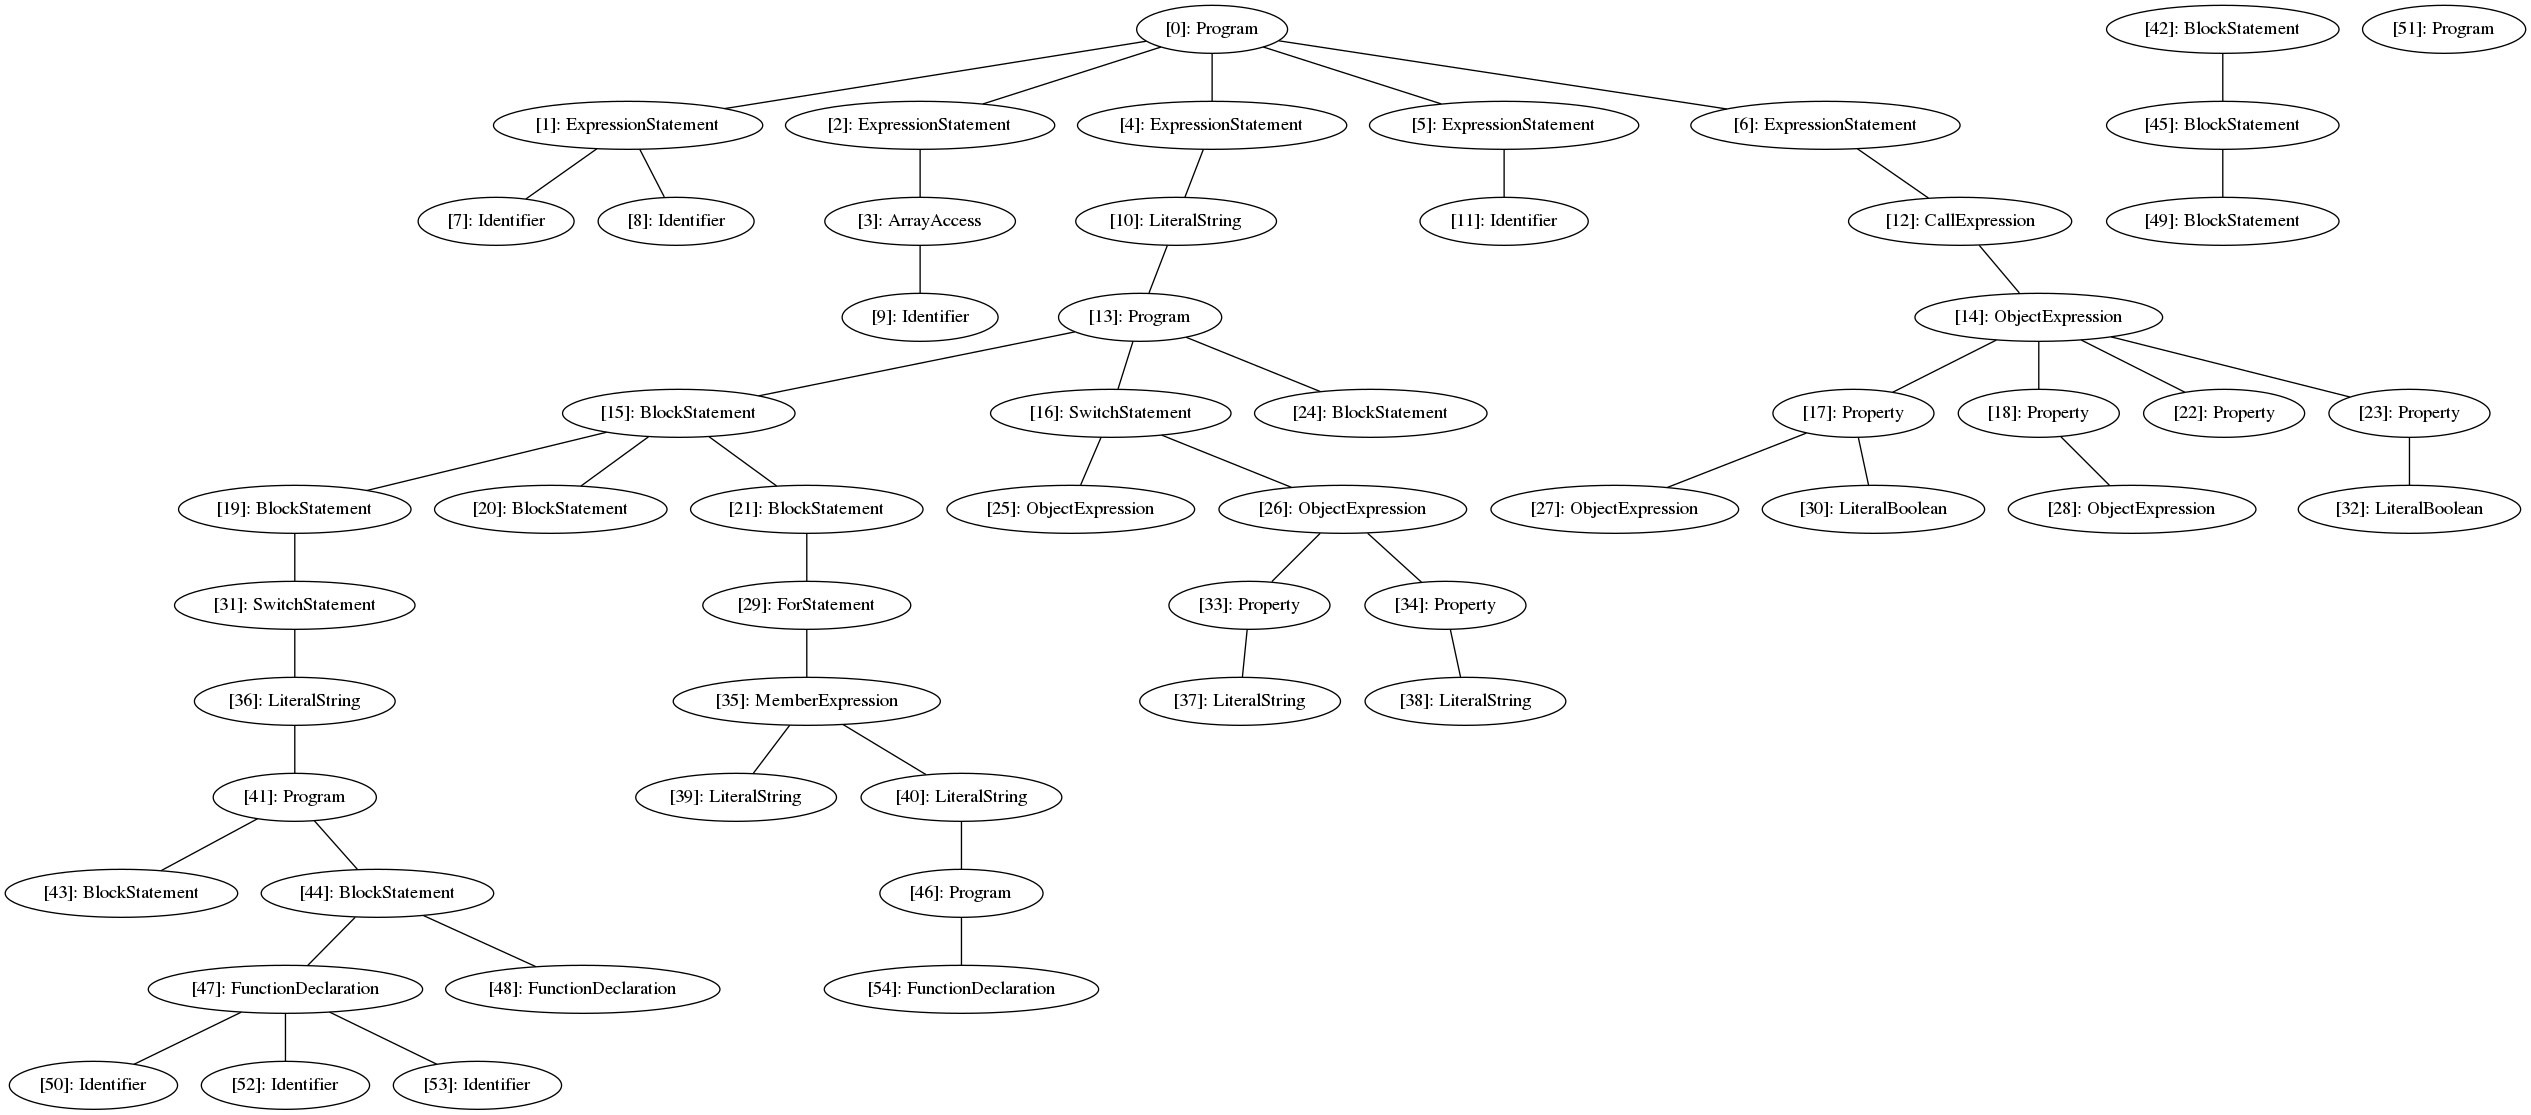 [0]: Program
[42]: BlockStatement
[51]: Program
[1]: ExpressionStatement
[2]: ExpressionStatement
[4]: ExpressionStatement
[5]: ExpressionStatement
[6]: ExpressionStatement
[45]: BlockStatement
[7]: Identifier
[8]: Identifier
[3]: ArrayAccess
[10]: LiteralString
[11]: Identifier
[12]: CallExpression
[49]: BlockStatement
[9]: Identifier
[13]: Program
[14]: ObjectExpression
[15]: BlockStatement
[16]: SwitchStatement
[24]: BlockStatement
[17]: Property
[18]: Property
[22]: Property
[23]: Property
[19]: BlockStatement
[20]: BlockStatement
[21]: BlockStatement
[25]: ObjectExpression
[26]: ObjectExpression
[27]: ObjectExpression
[30]: LiteralBoolean
[28]: ObjectExpression
[32]: LiteralBoolean
[31]: SwitchStatement
[29]: ForStatement
[33]: Property
[34]: Property
[36]: LiteralString
[35]: MemberExpression
[37]: LiteralString
[38]: LiteralString
[41]: Program
[39]: LiteralString
[40]: LiteralString
[43]: BlockStatement
[44]: BlockStatement
[46]: Program
[47]: FunctionDeclaration
[48]: FunctionDeclaration
[54]: FunctionDeclaration
[50]: Identifier
[52]: Identifier
[53]: Identifier